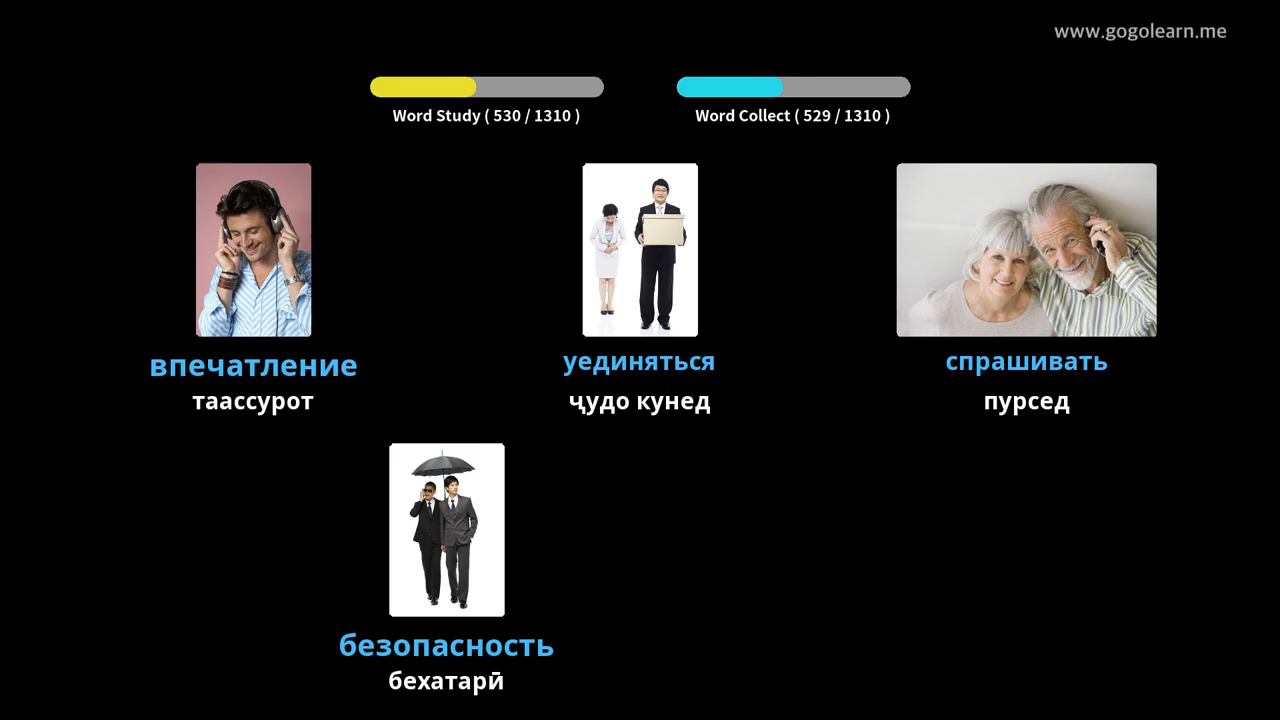 www.gogolearn.me
Word Study ( 530 / 1310 )
Word Collect ( 529 / 1310 )
впечатление
таассурот
уединяться
ҷудо кунед
спрашивать
пурсед
безопасность
бехатарӣ